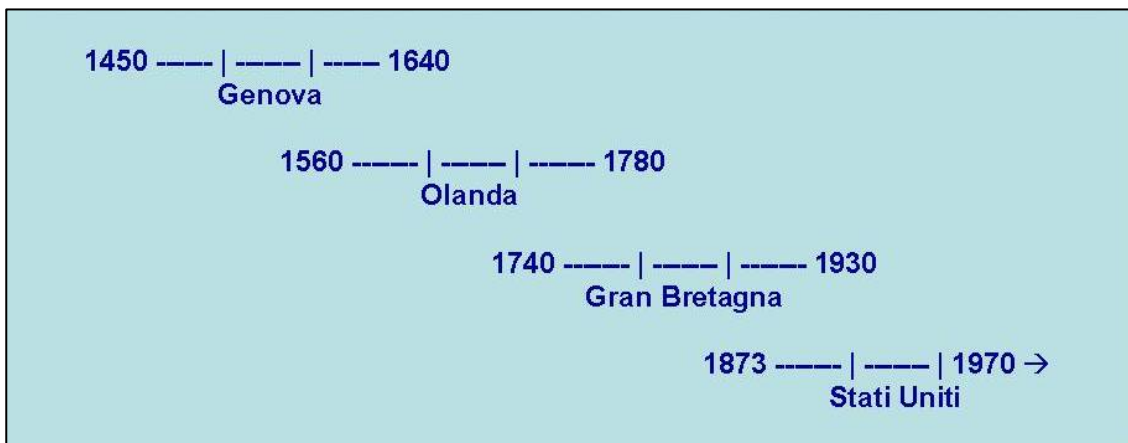 1450 ------ | ------- | ------ 1640
Genova
1560 ------- | ------- | ------- 1780
Olanda
1740 ------- | ------- | ------- 1930
Gran Bretagna
1873 ------- | ------- | 1970 →
Stati Uniti